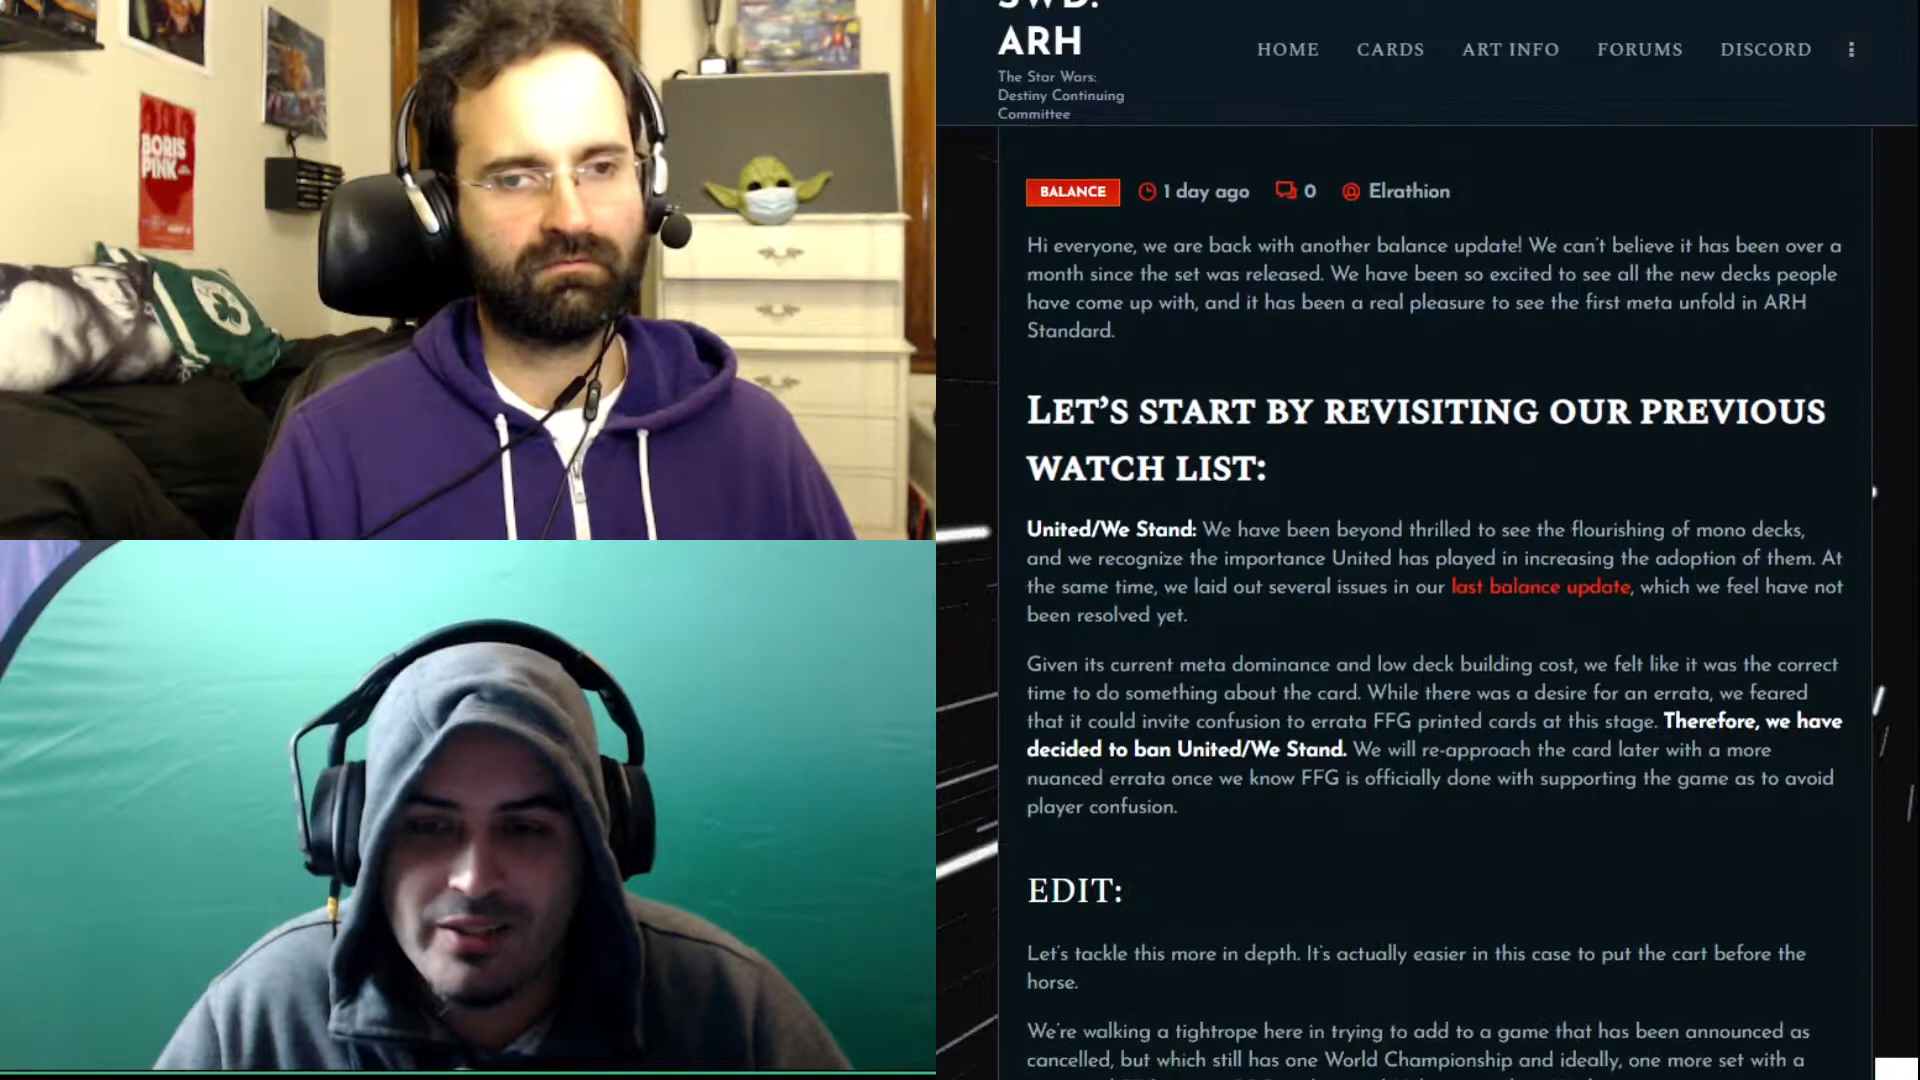 BORIS
PINK
SWD:
ARH
The Star Wars:
Destiny Continuing
Committee
HOME
CARDS
ART INFO
FORUMS
DISCORD
BALANCE
1 day ago
0
Elrathion
Hi everyone, we are back with another balance update! We can't believe it has been over a
month since the set was released. We have been so excited to see all the new decks people
have come up with, and it has been a real pleasure to see the first meta unfold in ARH
Standard.
LET'S START BY REVISITING OUR PREVIOUS
WATCH LIST:
United/We Stand: We have been beyond thrilled to see the flourishing of mono decks,
and we recognize the importance United has played in increasing the adoption of them. At
the same time, we laid out several issues in our last balance update, which we feel have not
been resolved yet.
Given its current meta dominance and low deck building cost, we felt like it was the correct
time to do something about the card. While there was a desire for an errata, we feared
that it could invite confusion to errata FFG printed cards at this stage. Therefore, we have
decided to ban United/We Stand. We will re-approach the card later with a more
nuanced errata once we know FFG is officially done with supporting the game as to avoid
player confusion.
EDIT:
Let's tackle this more in depth. It's actually easier in this case to put the cart before the
horse.
We're walking a tightrope here in trying to add to a game that has been announced as
cancelled, but which still has one World Championship and ideally, one more set with a